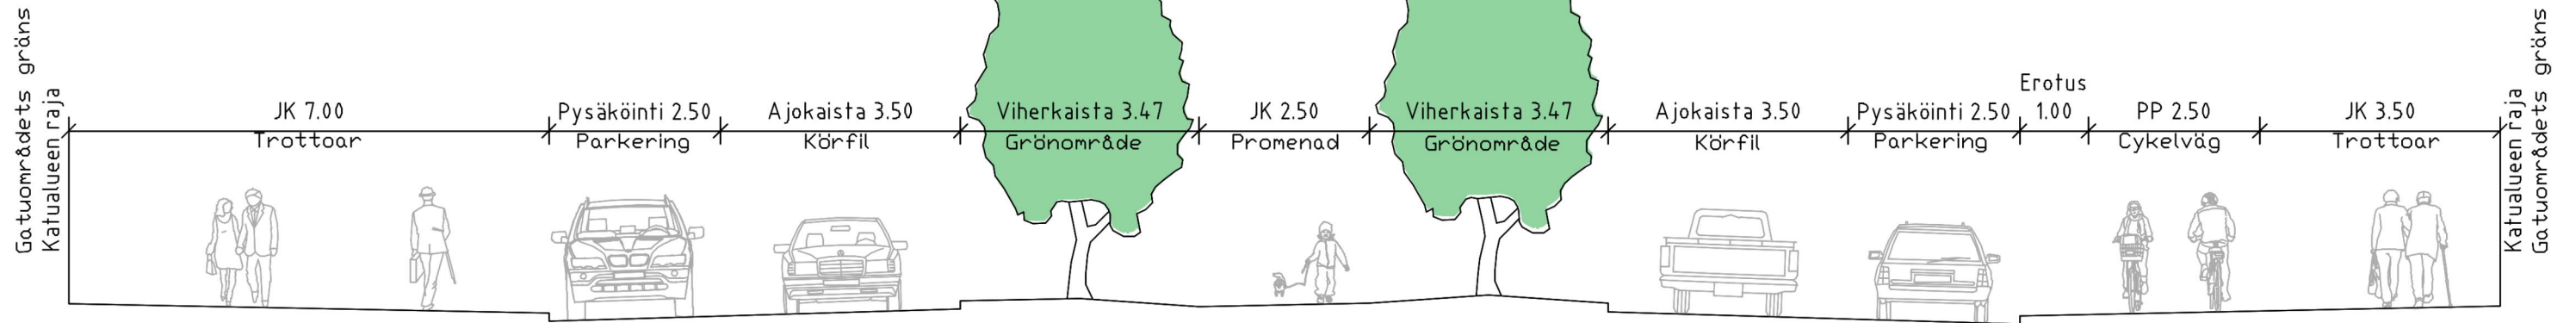 Gatuområdets gräns
Katualueen raja
JK 7.00
Trottoar
Pysäköinti 2.50
Parkering
Ajokaista 3.50
Körfil
Viherkaista 3.47
Grönområde
JK 2.50
Promenad
Viherkaista 3.47
Grönområde
Ajokaista 3.50
Körfil
Pysäköinti 2.50
Parkering
Erotus
1.00
PP 2.50
Cykelväg
JK 3.50
Trottoar
Katualueen raja
Gatuområdets gräns